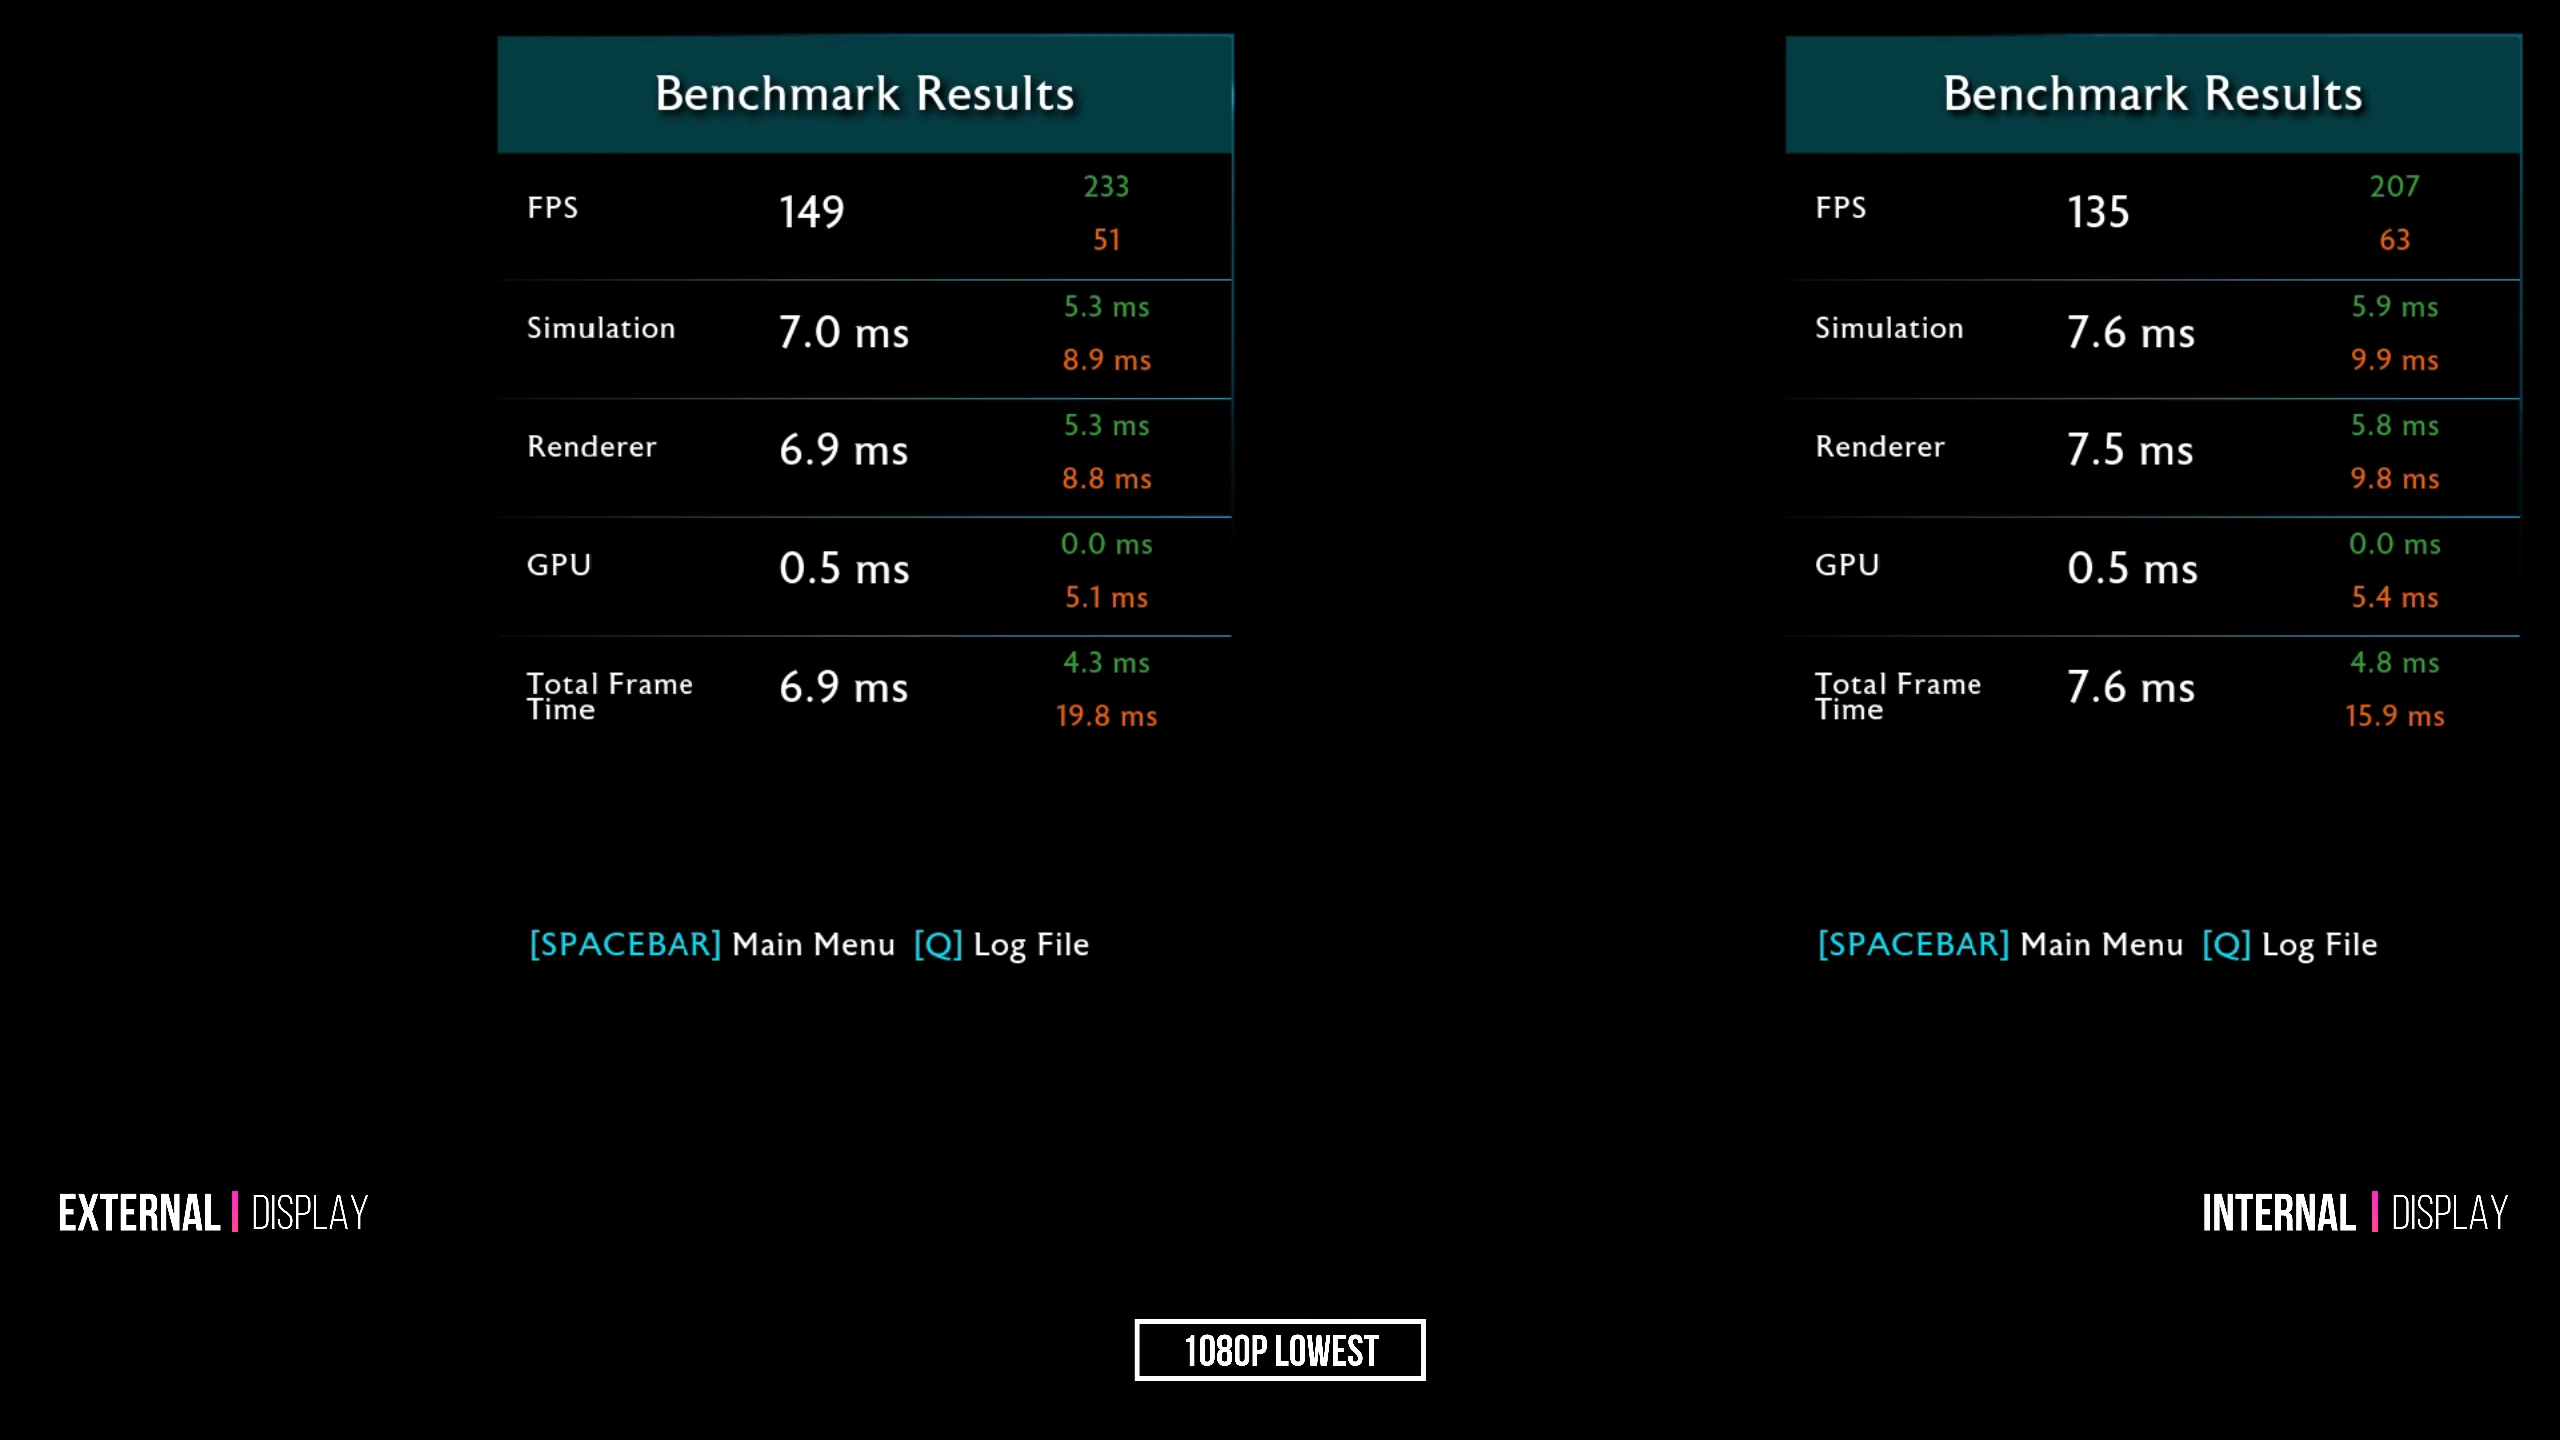 Benchmark Results
FPS 149 233
51
Simulation 7.0 ms 5.3 ms
8.9 ms
Renderer 6.9 ms 5.3 ms
8.8 ms
GPU 0.5 ms 0.0 ms
5.1 ms
Total Frame
Time 6.9 ms 4.3 ms
19.8 ms
[SPACEBAR] Main Menu [Q] Log File
EXTERNAL | DISPLAY
Benchmark Results
FPS 135 207
63
Simulation 7.6 ms 5.9 ms
9.9 ms
Renderer 7.5 ms 5.8 ms
9.8 ms
GPU 0.5 ms 0.0 ms
5.4 ms
Total Frame
Time 7.6 ms 4.8 ms
15.9 ms
[SPACEBAR] Main Menu [Q] Log File
INTERNAL | DISPLAY
1080P LOWEST